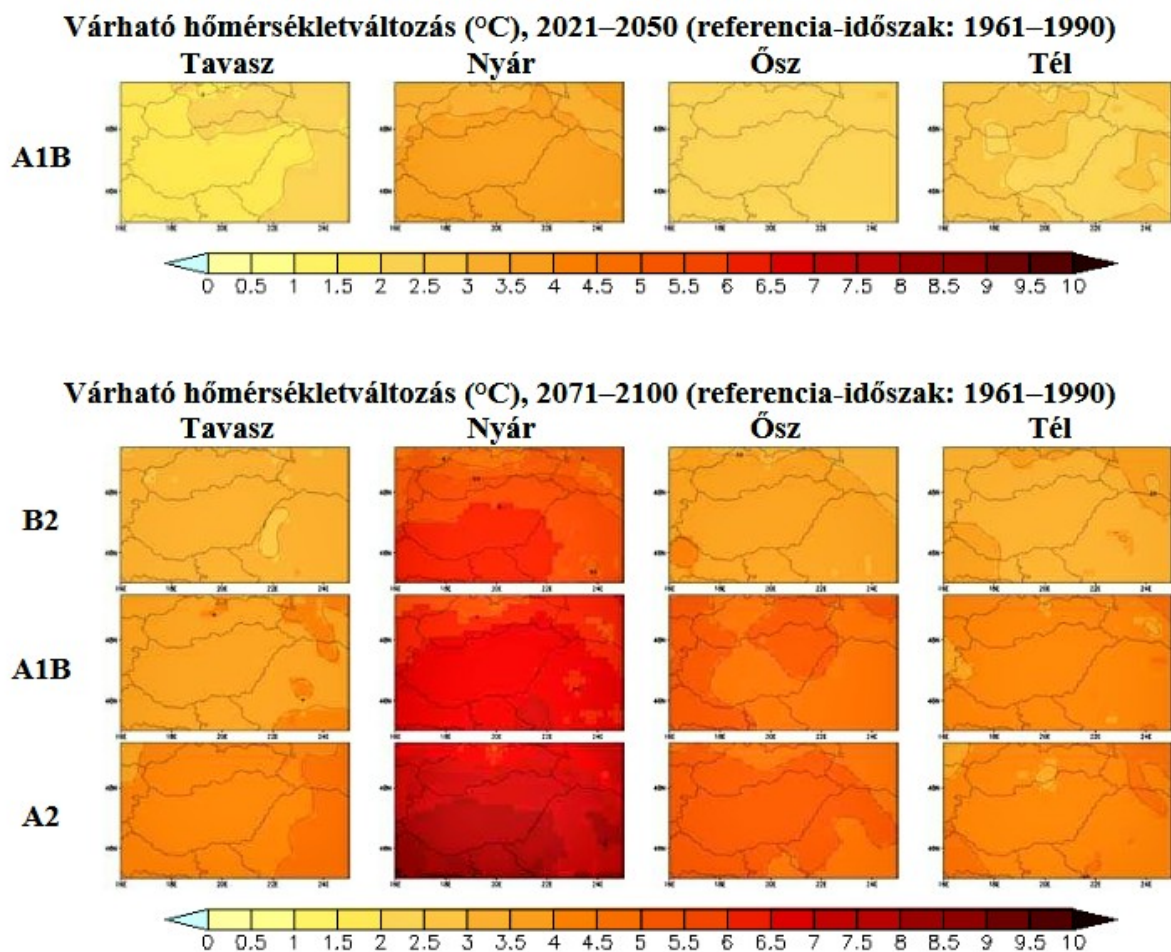 Várható hőmérsékletváltozás (°C), 2021–2050 (referencia-időszak: 1961–1990)
Tavasz Nyár Ősz Tél
A1B
0 0.5 1 1.5 2 2.5 3 3.5 4 4.5 5 5.5 6 6.5 7 7.5 8 8.5 9 9.5 10
Várható hőmérsékletváltozás (°C), 2071–2100 (referencia-időszak: 1961–1990)
Tavasz Nyár Ősz Tél
B2
A1B
A2
0 0.5 1 1.5 2 2.5 3 3.5 4 4.5 5 5.5 6 6.5 7 7.5 8 8.5 9 9.5 10